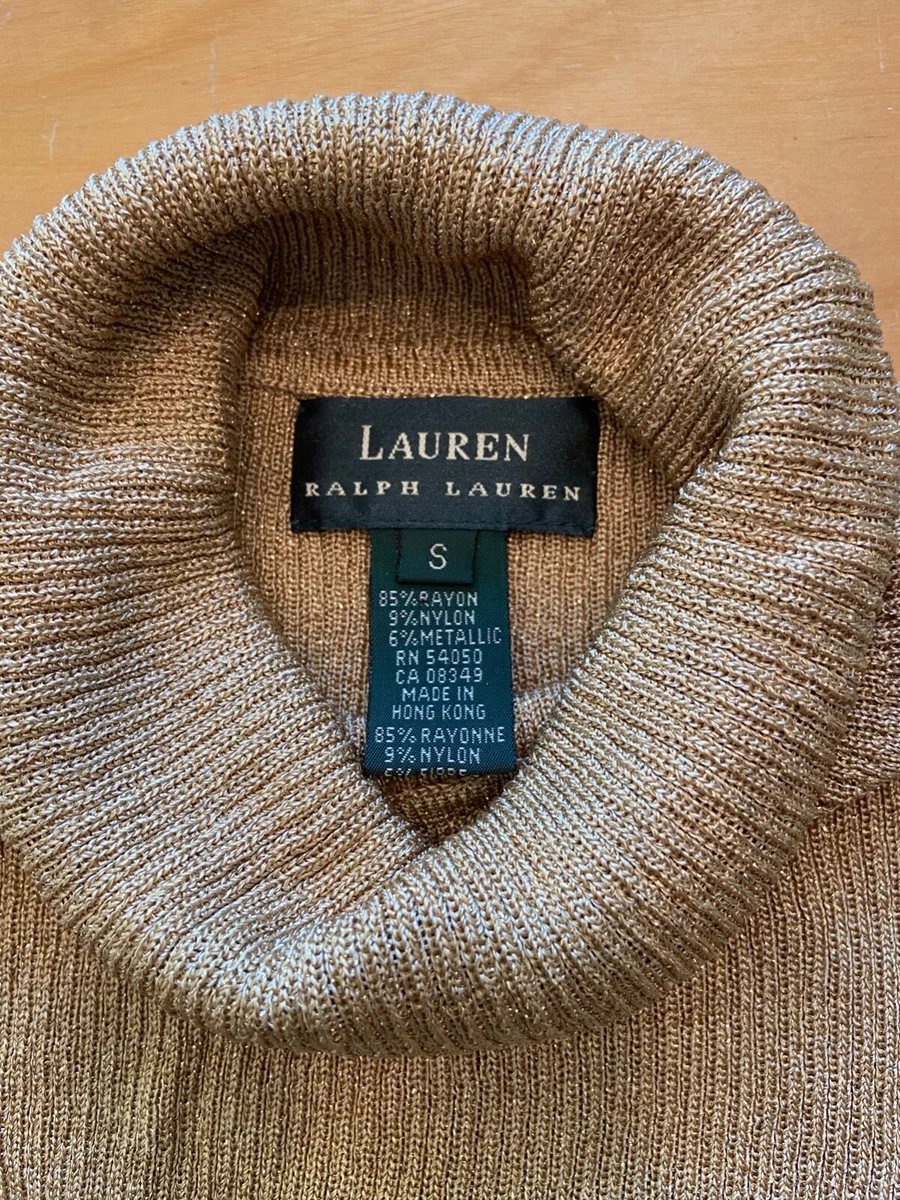 LAUREN
RALPH LAUREN
S
85%RAYON
9%NYLON
6%METALLIC
RN 54050
CA 08349
MADE IN
HONG KONG
85%RAYONNE
9%NYLON